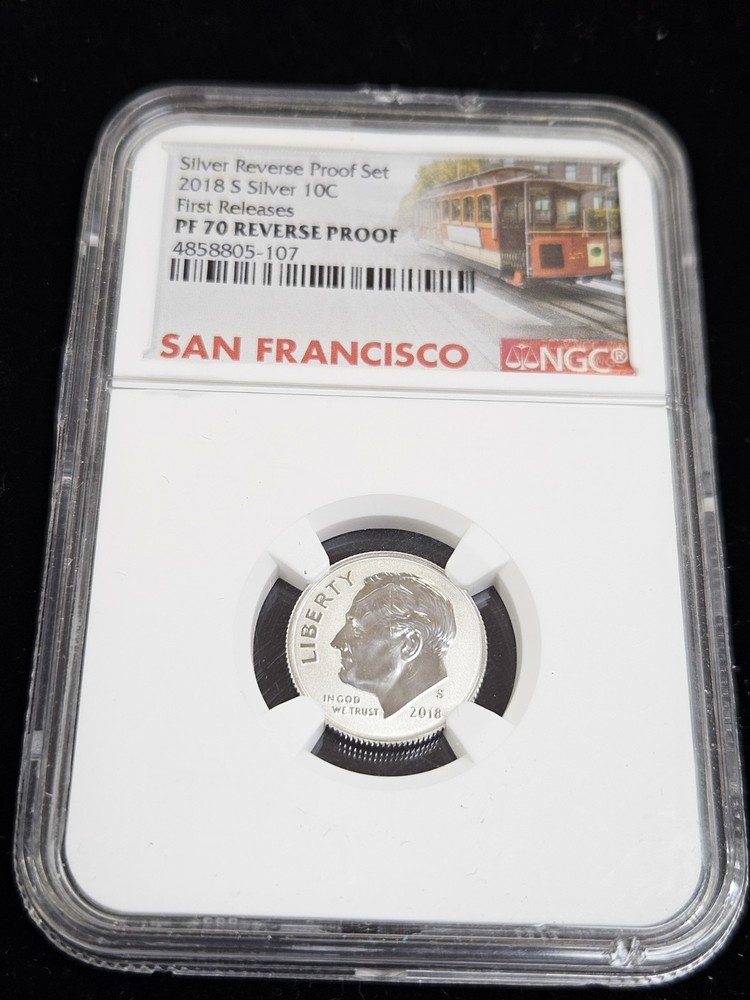 Silver Reverse Proof Set
2018 S Silver 10C
First Releases
PF 70 REVERSE PROOF
4858805-107
SAN FRANCISCO
NGC®
LIBERTY
IN GOD
WE TRUST
S
2018